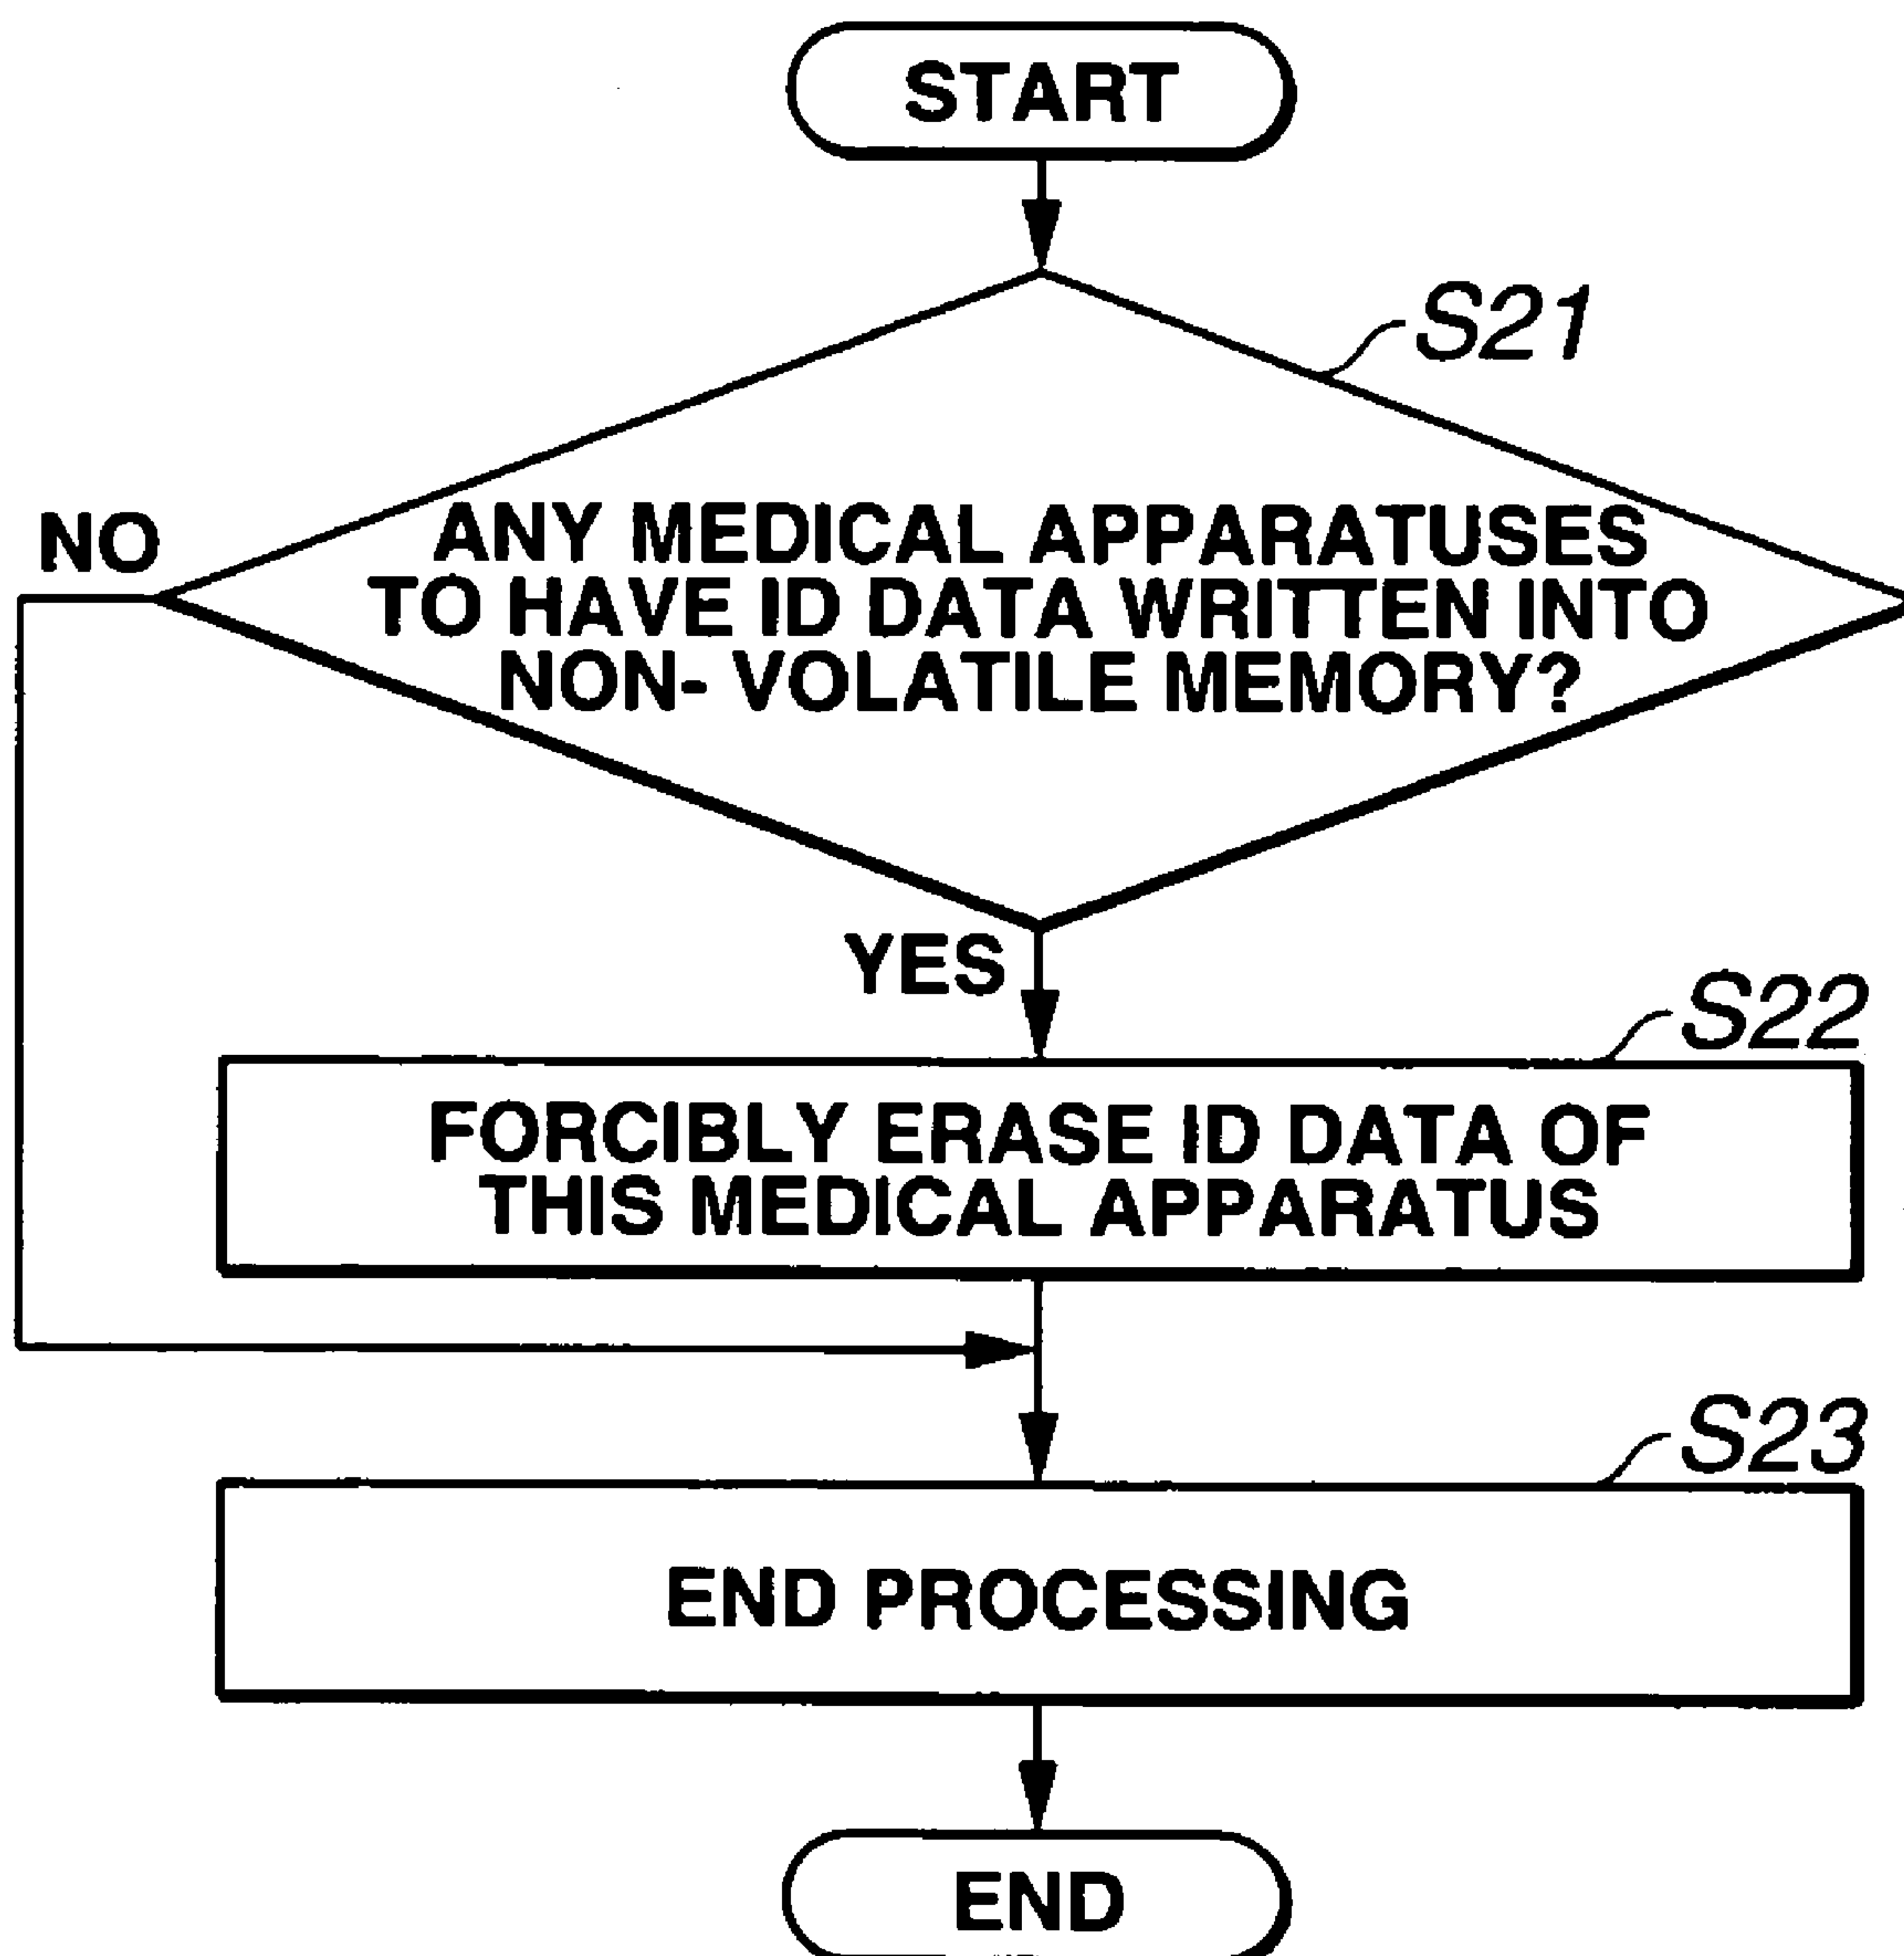 START
S21
NO
ANY MEDICAL APPARATUSES
TO HAVE ID DATA WRITTEN INTO
NON- VOLATILE MEMORY?
YES
S22
FORCIBLY ERASE ID DATA OF
THIS MEDICAL APPARATUS
S23
END PROCESSING
END